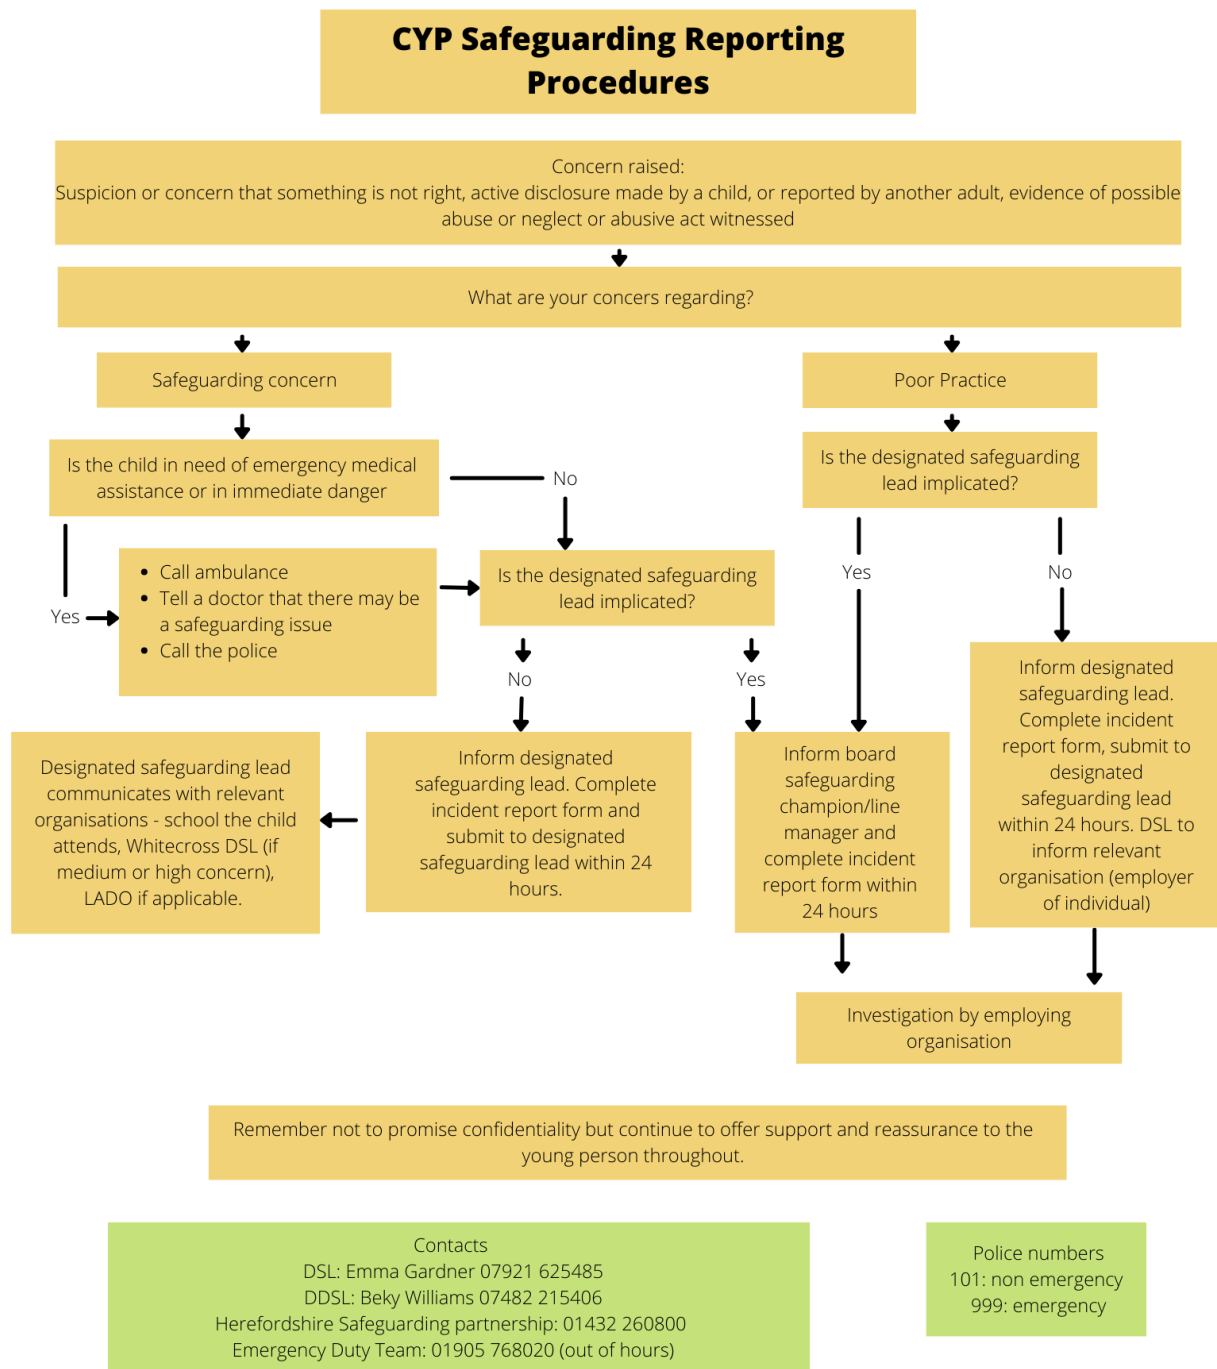 CYP Safeguarding Reporting
Procedures
Concern raised:
Suspicion or concern that something is not right, active disclosure made by a child, or reported by another adult, evidence of possible
abuse or neglect or abusive act witnessed
What are your concers regarding?
Safeguarding concern
Poor Practice
Is the child in need of emergency medical
assistance or in immediate danger
Is the designated safeguarding
lead implicated?
No
Yes
• Call ambulance
• Tell a doctor that there may be
a safeguarding issue
• Call the police
Is the designated safeguarding
lead implicated?
Yes
No
No
Yes
Designated safeguarding lead
communicates with relevant
organisations - school the child
attends, Whitecross DSL (if
medium or high concern),
LADO if applicable.
Inform designated
safeguarding lead. Complete
incident report form and
submit to designated
safeguarding lead within 24
hours.
Inform board
safeguarding
champion/line
manager and
complete incident
report form within
24 hours
Inform designated
safeguarding lead.
Complete incident
report form, submit to
designated
safeguarding lead
within 24 hours. DSL to
inform relevant
organisation (employer
of individual)
Investigation by employing
organisation
Remember not to promise confidentiality but continue to offer support and reassurance to the
young person throughout.
Contacts
DSL: Emma Gardner 07921 625485
DDSL: Beky Williams 07482 215406
Herefordshire Safeguarding partnership: 01432 260800
Emergency Duty Team: 01905 768020 (out of hours)
Police numbers
101: non emergency
999: emergency